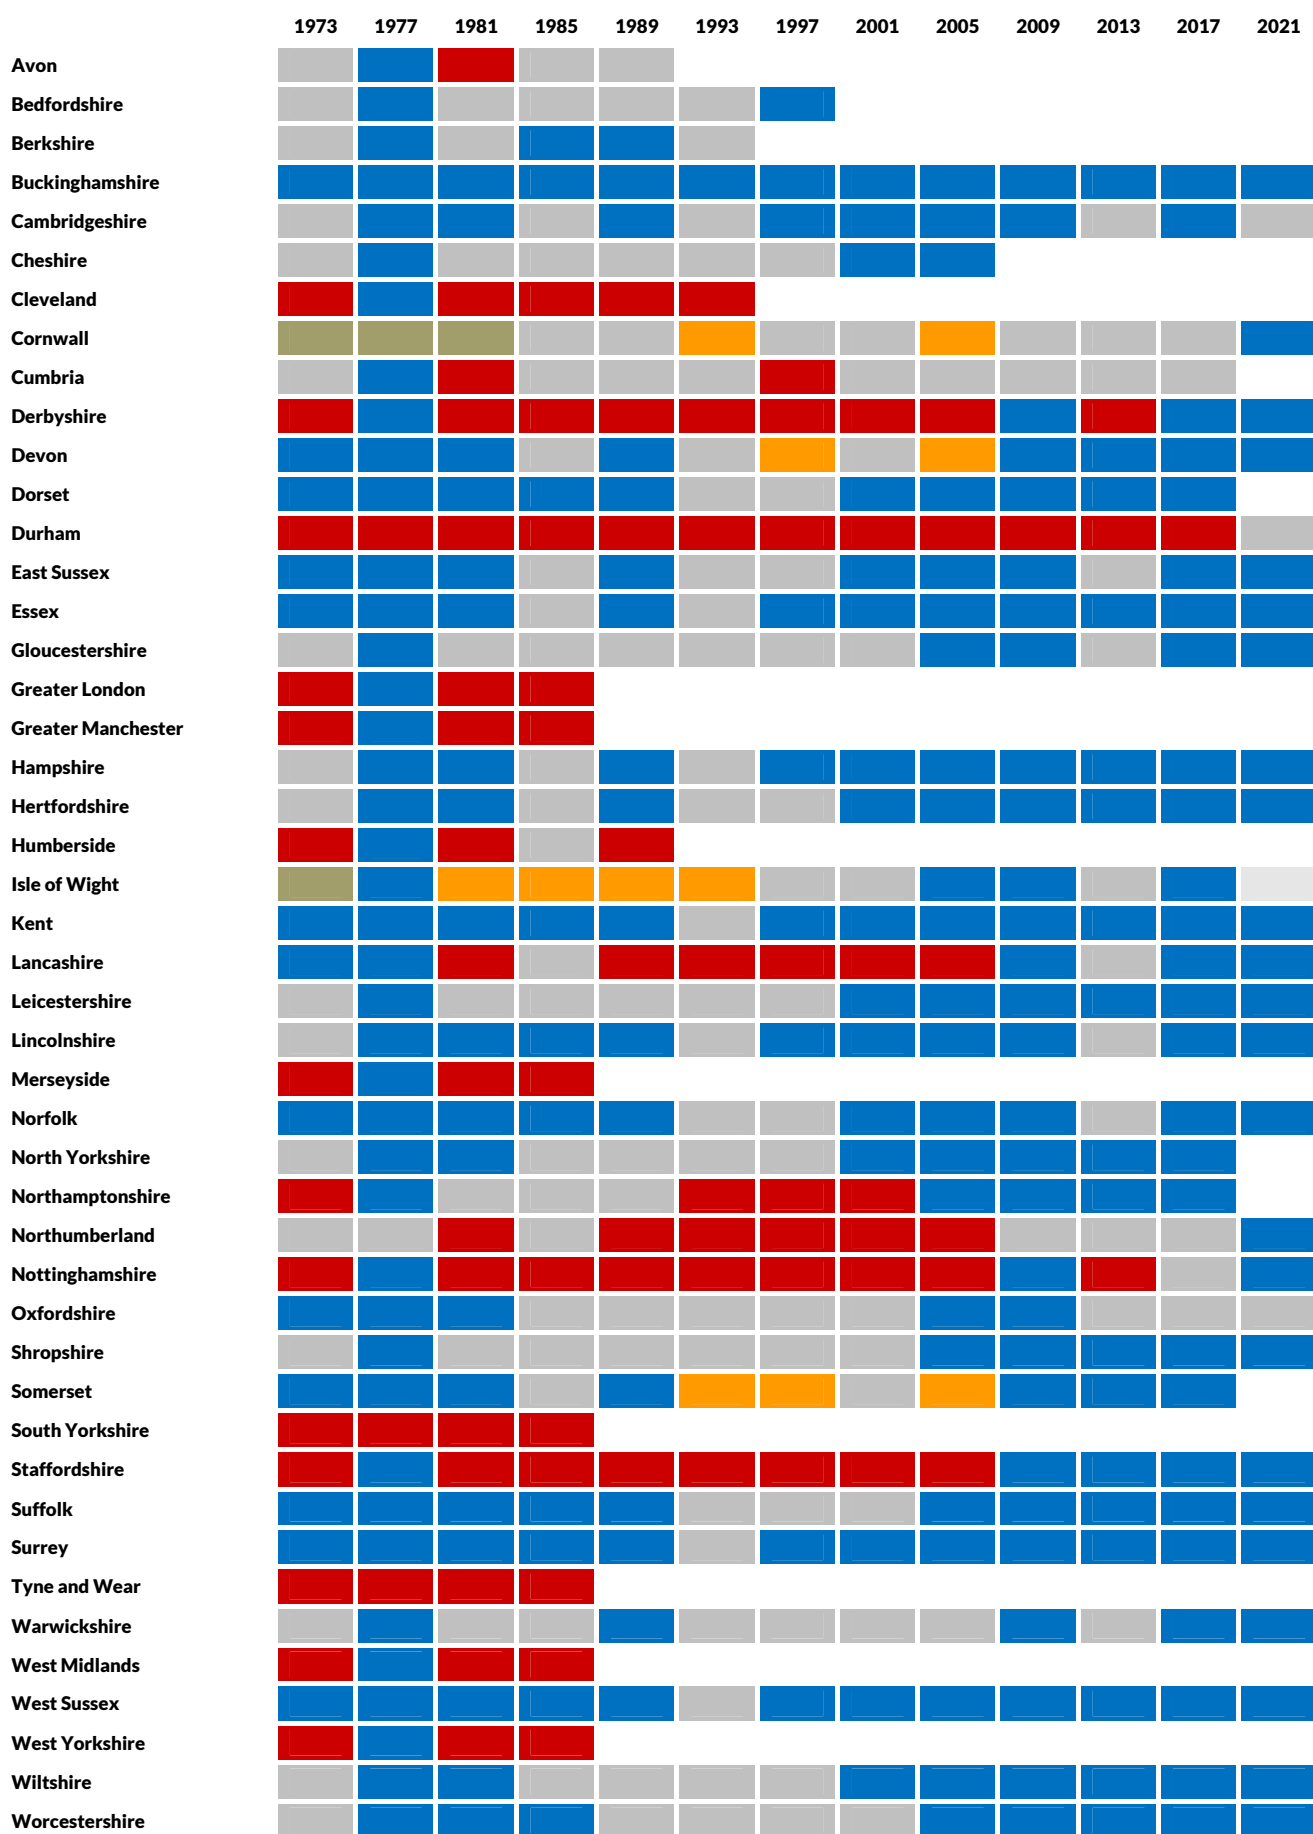 1973 1977 1981 1985 1989 1993 1997 2001 2005 2009 2013 2017 2021
Avon
Bedfordshire
Berkshire
Buckinghamshire
Cambridgeshire
Cheshire
Cleveland
Cornwall
Cumbria
Derbyshire
Devon
Dorset
Durham
East Sussex
Essex
Gloucestershire
Greater London
Greater Manchester
Hampshire
Hertfordshire
Humberside
Isle of Wight
Kent
Lancashire
Leicestershire
Lincolnshire
Merseyside
Norfolk
North Yorkshire
Northamptonshire
Northumberland
Nottinghamshire
Oxfordshire
Shropshire
Somerset
South Yorkshire
Staffordshire
Suffolk
Surrey
Tyne and Wear
Warwickshire
West Midlands
West Sussex
West Yorkshire
Wiltshire
Worcestershire